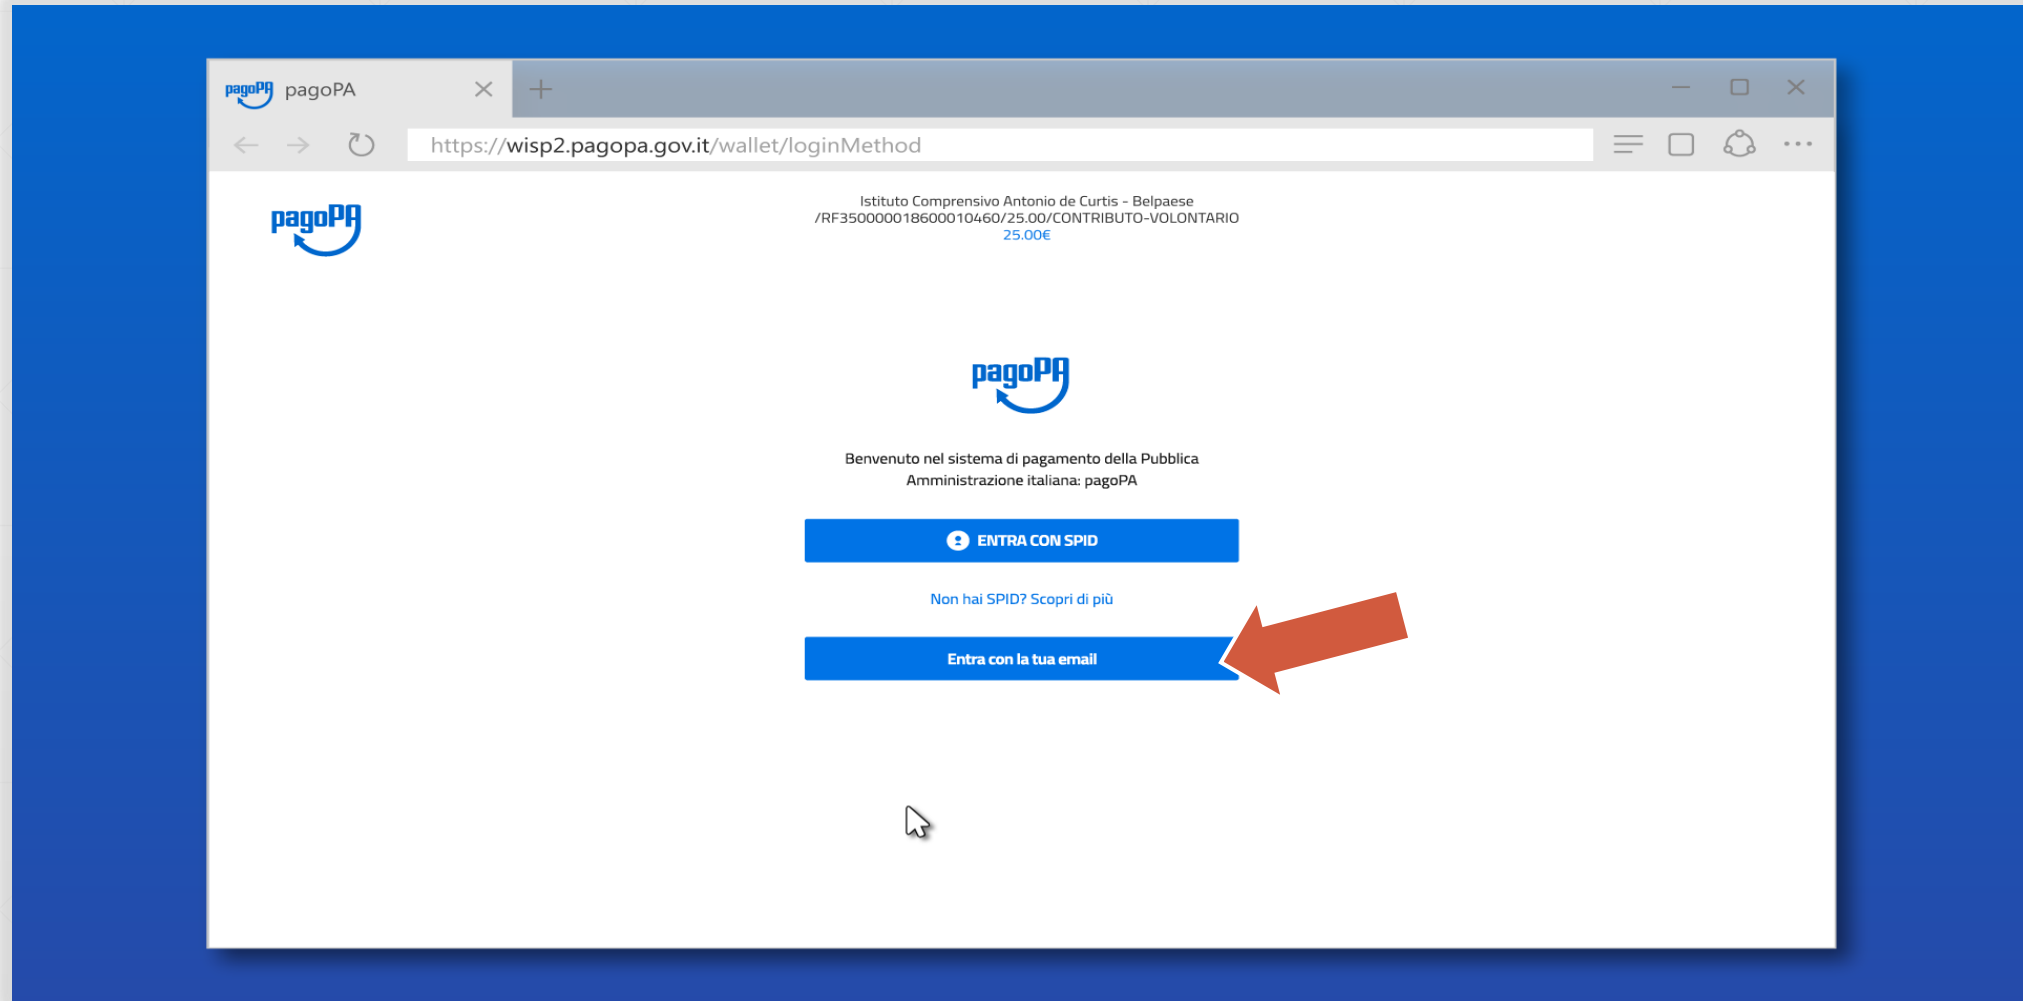 pagoPA pagoPA
https://wisp2.pagopa.gov.it/wallet/loginMethod
pagoPA
Istituto Comprensivo Antonio de Curtis - Belpaese
/RF35000001860010460/25.00/CONTRIBUTO-VOLONTARIO
25.00€
pagoPA
Benvenuto nel sistema di pagamento della Pubblica
Amministrazione italiana: pagoPA
ENTRA CON SPID
Non hai SPID? Scopri di più
Entra con la tua email